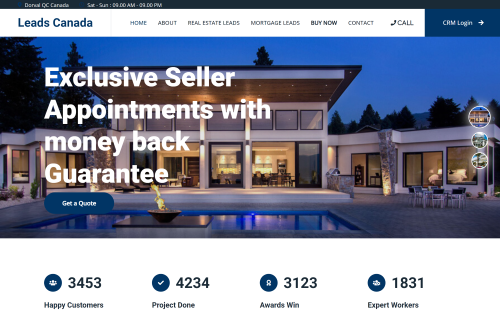 Dorval QC Canada Sat - Sun : 09.00 AM - 09.00 PM
Leads Canada HOME ABOUT REAL ESTATE LEADS MORTGAGE LEADS BUY NOW CONTACT CALL CRM Login
Exclusive Seller
Appointments with
money back
Guarantee
Get a Quote
3453 4234 3123 1831
Happy Customers Project Done Awards Win Expert Workers